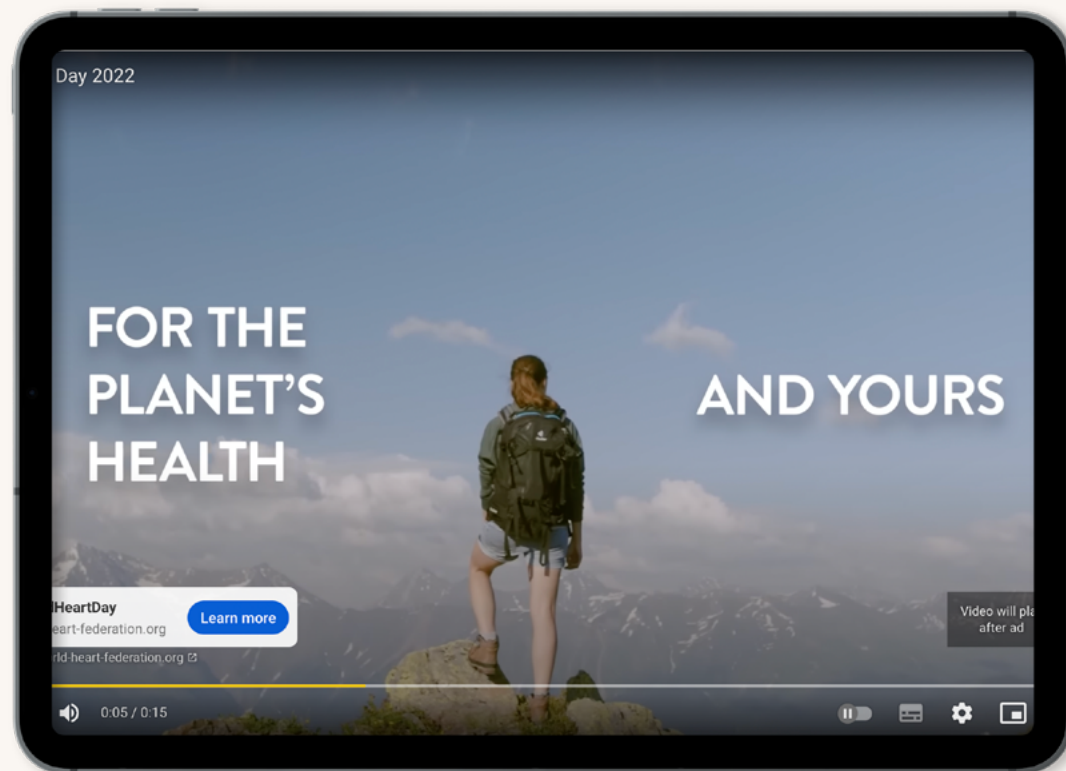 Day 2022
FOR THE
PLANET'S
HEALTH
AND YOURS
lHeartDay
eart-federation.org
Learn more
rld-heart-federation.org
Video will pla
after ad
0:05 / 0:15